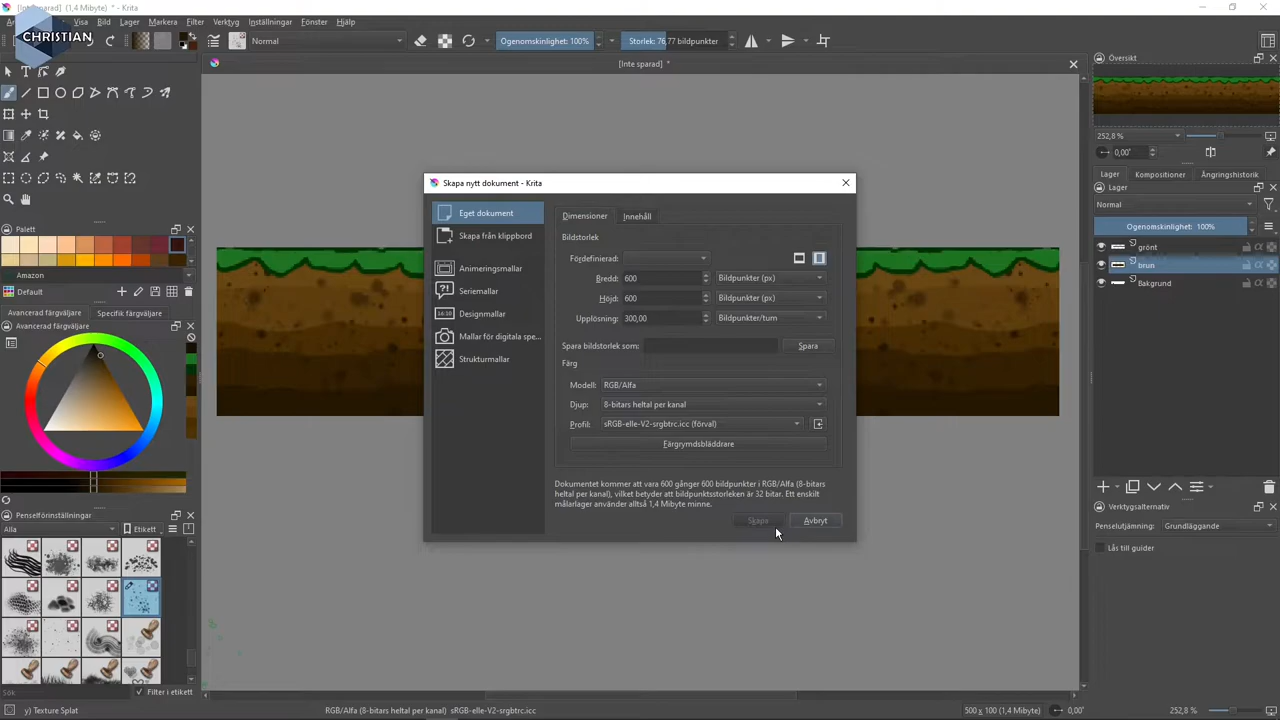 [Inte sparad] (1,4 Mibyte) * - Krita
CHRISTIAN
Visa Bild Lager Markera Filter Verktyg Inställningar Fönster Hjälp
Normal
Ogenomskinlighet: 100%
Storlek: 76,77 bildpunkter
[Inte sparad] *
Översikt
252,8 %
0,00°
Lager Kompositioner Ångringshistorik
Lager
Normal
Ogenomskinlighet: 100%
grönt
brun
Bakgrund
Verktygsalternativ
Penselutjämning: Grundläggande
Lås till guider
Palett
Amazon
Default
Avancerad färgväljare Specifik färgväljare
Avancerad färgväljare
Penselförinställningar
Alla
Etikett
Sök
Filter i etikett
Skapa nytt dokument - Krita
Eget dokument
Skapa från klippbord
Animeringsmallar
Seriemallar
Designmallar
Mallar för digitala spe...
Strukturmallar
Dimensioner Innehåll
Bildstorlek
Fördefinierad:
Bredd: 600 Bildpunkter (px)
Höjd: 600 Bildpunkter (px)
Upplösning: 300,00 Bildpunkter/tum
Spara bildstorlek som: Spara
Färg
Modell: RGB/Alfa
Djup: 8-bitars heltal per kanal
Profil: sRGB-elle-V2-srgbtrc.icc (förval)
Färgrymdsbläddrare
Dokumentet kommer att vara 600 gånger 600 bildpunkter i RGB/Alfa (8-bitars
heltal per kanal), vilket betyder att bildpunktsstorleken är 32 bitar. Ett enskilt
målarlager använder alltså 1,4 Mibyte minne.
Skapa Avbryt
y) Texture Splat
RGB/Alfa (8-bitars heltal per kanal) sRGB-elle-V2-srgbtrc.icc
500 x 100 (1,4 Mibyte)
0,00°
252,8 %